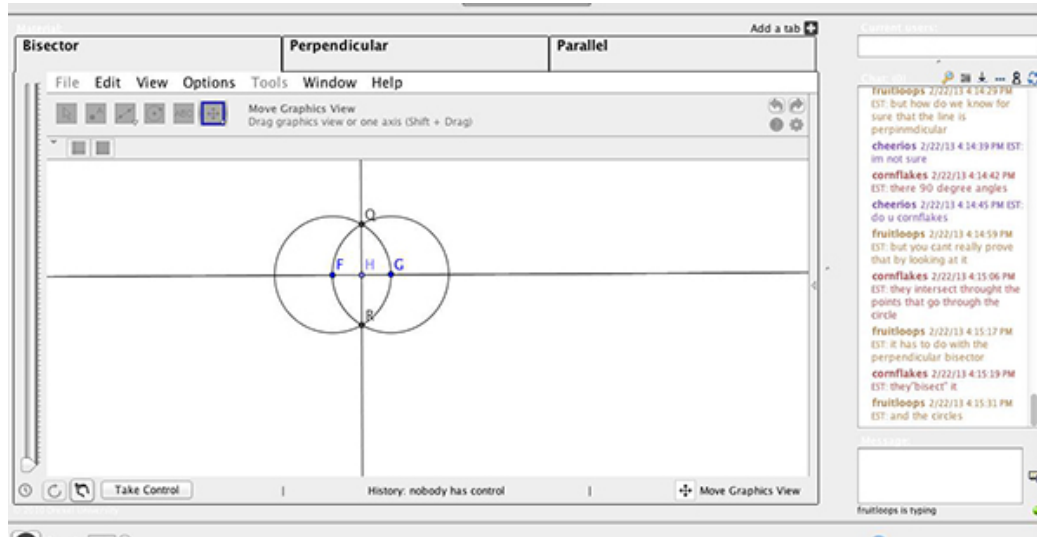 Add a tab
Bisector Perpendicular Parallel
File Edit View Options Tools Window Help
Move Graphics View
Drag graphics view or one axis (Shift + Drag)
ABC
Q
F H G
R
Take Control
History: nobody has control
Move Graphics View
Current users:
Chat
fruitloops 2/22/13 4:14:29 PM
EST: but how do we know for
sure that the line is
perpinmdicular
cheerios 2/22/13 4:14:39 PM EST:
im not sure
cornflakes 2/22/13 4:14:42 PM
EST: there 90 degree angles
cheerios 2/22/13 4:14:45 PM EST:
do u cornflakes
fruitloops 2/22/13 4:14:59 PM
EST: but you cant really prove
that by looking at it
cornflakes 2/22/13 4:15:06 PM
EST: they intersect throught the
points that go through the
circle
fruitloops 2/22/13 4:15:17 PM
EST: it has to do with the
perpendicular bisector
cornflakes 2/22/13 4:15:19 PM
EST: they"bisect" it
fruitloops 2/22/13 4:15:31 PM
EST: and the circles
Message:
fruitloops is typing